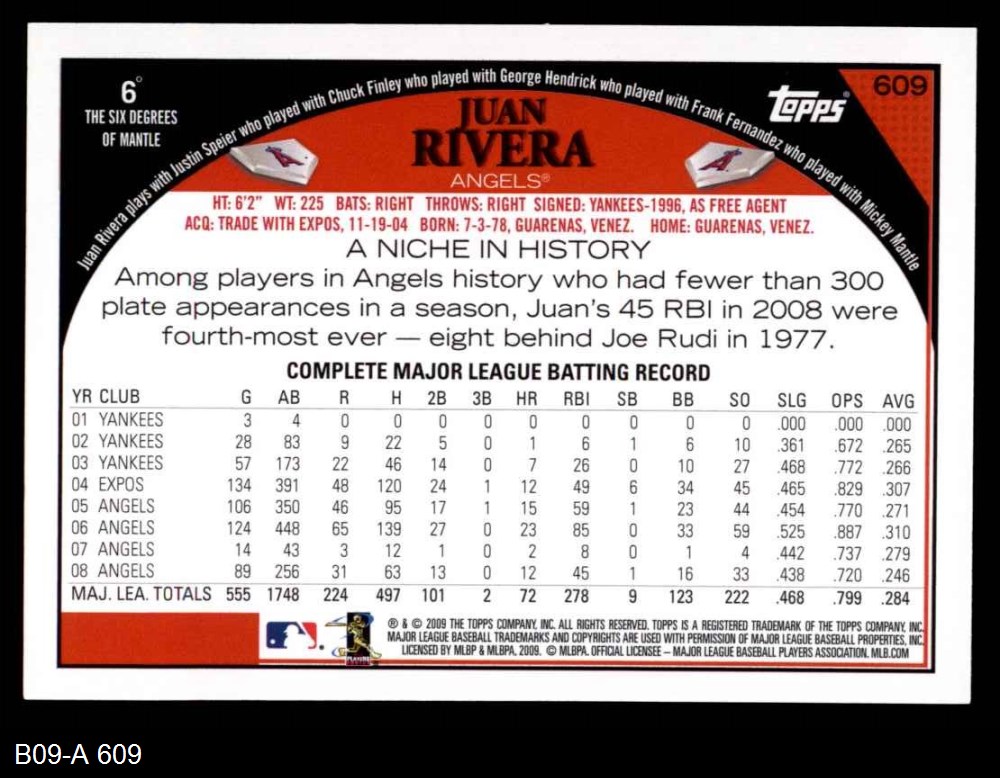 6°
THE SIX DEGREES
OF MANTLE
Juan Rivera plays with Justin Speier who played with Chuck Finley who played with George Hendrick who played with Frank Fernandez who played with Mickey Mantle
topps®
609
JUAN
RIVERA
ANGELS®
HT: 6'2" WT: 225 BATS: RIGHT THROWS: RIGHT SIGNED: YANKEES-1996, AS FREE AGENT
ACQ: TRADE WITH EXPOS, 11-19-04 BORN: 7-3-78, GUARENAS, VENEZ. HOME: GUARENAS, VENEZ.
A NICHE IN HISTORY
Among players in Angels history who had fewer than 300
plate appearances in a season, Juan's 45 RBI in 2008 were
fourth-most ever — eight behind Joe Rudi in 1977.
COMPLETE MAJOR LEAGUE BATTING RECORD
YR CLUB G AB R H 2B 3B HR RBI SB BB SO SLG OPS AVG
01 YANKEES 3 4 0 0 0 0 0 0 0 0 0 .000 .000 .000
02 YANKEES 28 83 9 22 5 0 1 6 1 6 10 .361 .672 .265
03 YANKEES 57 173 22 46 14 0 7 26 0 10 27 .468 .772 .266
04 EXPOS 134 391 48 120 24 1 12 49 6 34 45 .465 .829 .307
05 ANGELS 106 350 46 95 17 1 15 59 1 23 44 .454 .770 .271
06 ANGELS 124 448 65 139 27 0 23 85 0 33 59 .525 .887 .310
07 ANGELS 14 43 3 12 1 0 2 8 0 1 4 .442 .737 .279
08 ANGELS 89 256 31 63 13 0 12 45 1 16 33 .438 .720 .246
MAJ. LEA. TOTALS 555 1748 224 497 101 2 72 278 9 123 222 .468 .799 .284
® & © 2009 THE TOPPS COMPANY, INC. ALL RIGHTS RESERVED. TOPPS IS A REGISTERED TRADEMARK OF THE TOPPS COMPANY, INC.
MAJOR LEAGUE BASEBALL TRADEMARKS AND COPYRIGHTS ARE USED WITH PERMISSION OF MAJOR LEAGUE BASEBALL PROPERTIES, INC.
LICENSED BY MLBP & MLBPA, 2009. © MLBPA. OFFICIAL LICENSEE – MAJOR LEAGUE BASEBALL PLAYERS ASSOCIATION. MLB.COM
B09-A 609